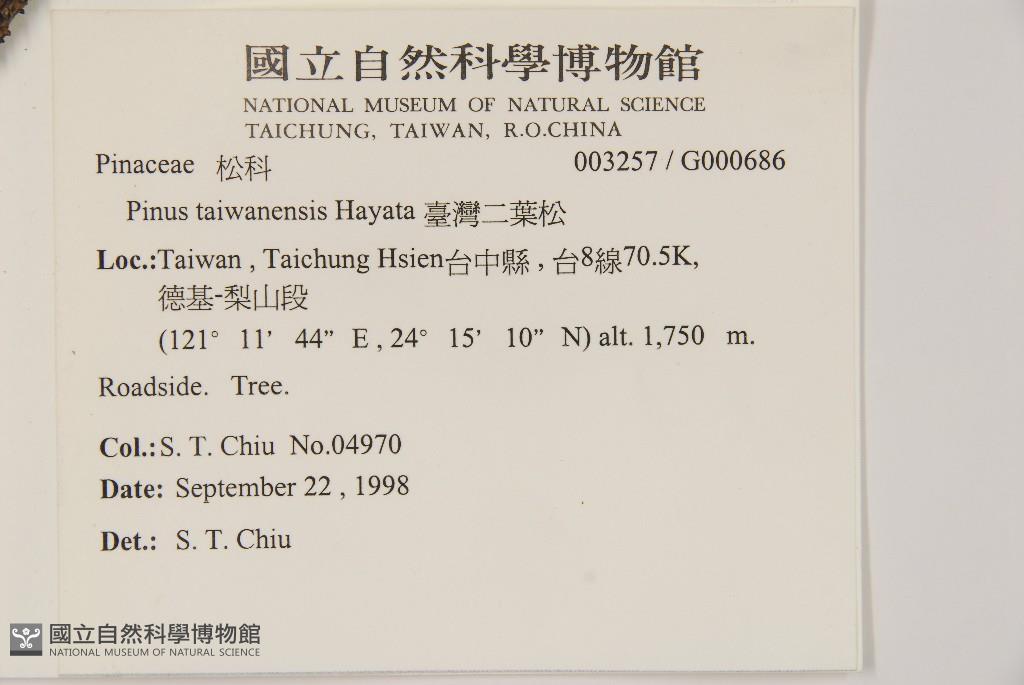 國立自然科學博物館
NATIONAL MUSEUM OF NATURAL SCIENCE
TAICHUNG, TAIWAN, R.O.CHINA
Pinaceae 松科 003257 / G000686
Pinus taiwanensis Hayata 臺灣二葉松
Loc.:Taiwan , Taichung Hsien台中縣 , 台8線70.5K,
德基-梨山段
(121° 11’ 44” E , 24° 15’ 10” N) alt. 1,750 m.
Roadside. Tree.
Col.:S. T. Chiu No.04970
Date: September 22 , 1998
Det.: S. T. Chiu
國立自然科學博物館
NATIONAL MUSEUM OF NATURAL SCIENCE